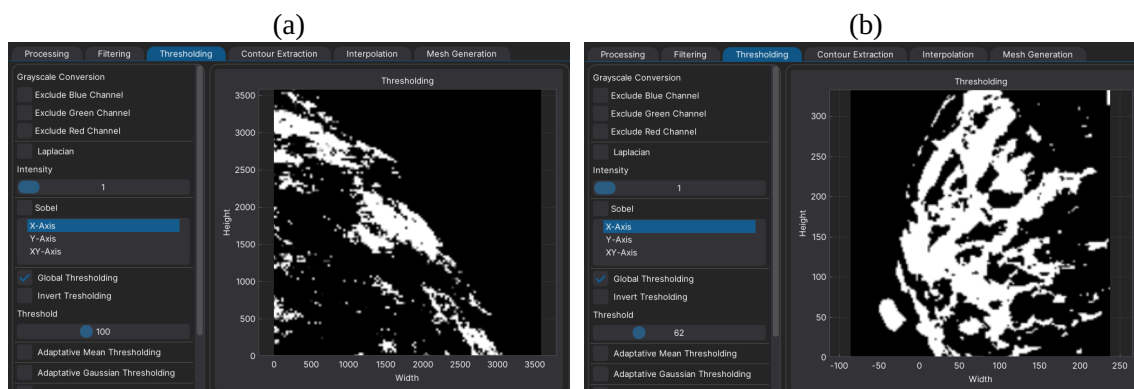 (a)
Processing Filtering Thresholding Contour Extraction Interpolation Mesh Generation
Grayscale Conversion
Exclude Blue Channel
Exclude Green Channel
Exclude Red Channel
Laplacian
Intensity
1
Sobel
X-Axis
Y-Axis
XY-Axis
Global Thresholding
Invert Tresholding
Threshold
100
Adaptative Mean Thresholding
Adaptative Gaussian Thresholding
Thresholding
Height
3500
3000
2500
2000
1500
1000
500
0
0 500 1000 1500 2000 2500 3000 3500
Width
(b)
Processing Filtering Thresholding Contour Extraction Interpolation Mesh Generation
Grayscale Conversion
Exclude Blue Channel
Exclude Green Channel
Exclude Red Channel
Laplacian
Intensity
1
Sobel
X-Axis
Y-Axis
XY-Axis
Global Thresholding
Invert Tresholding
Threshold
62
Adaptative Mean Thresholding
Adaptative Gaussian Thresholding
Thresholding
Height
300
250
200
150
100
50
0
-100 -50 0 50 100 150 200 250
Width